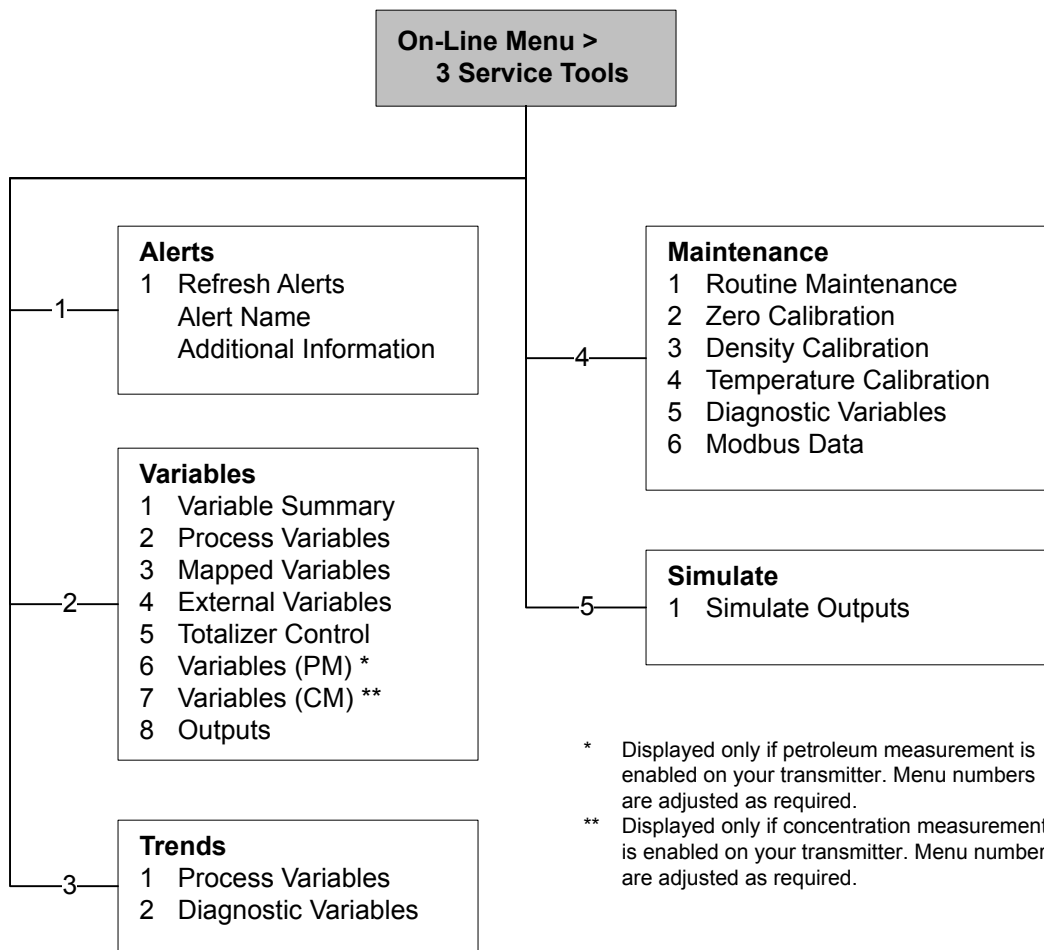 On-Line Menu >
3 Service Tools
1
Alerts
1 Refresh Alerts
Alert Name
Additional Information
2
Variables
1 Variable Summary
2 Process Variables
3 Mapped Variables
4 External Variables
5 Totalizer Control
6 Variables (PM) *
7 Variables (CM) **
8 Outputs
3
Trends
1 Process Variables
2 Diagnostic Variables
4
Maintenance
1 Routine Maintenance
2 Zero Calibration
3 Density Calibration
4 Temperature Calibration
5 Diagnostic Variables
6 Modbus Data
5
Simulate
1 Simulate Outputs
* Displayed only if petroleum measurement is
enabled on your transmitter. Menu numbers
are adjusted as required.
** Displayed only if concentration measurement
is enabled on your transmitter. Menu number
are adjusted as required.